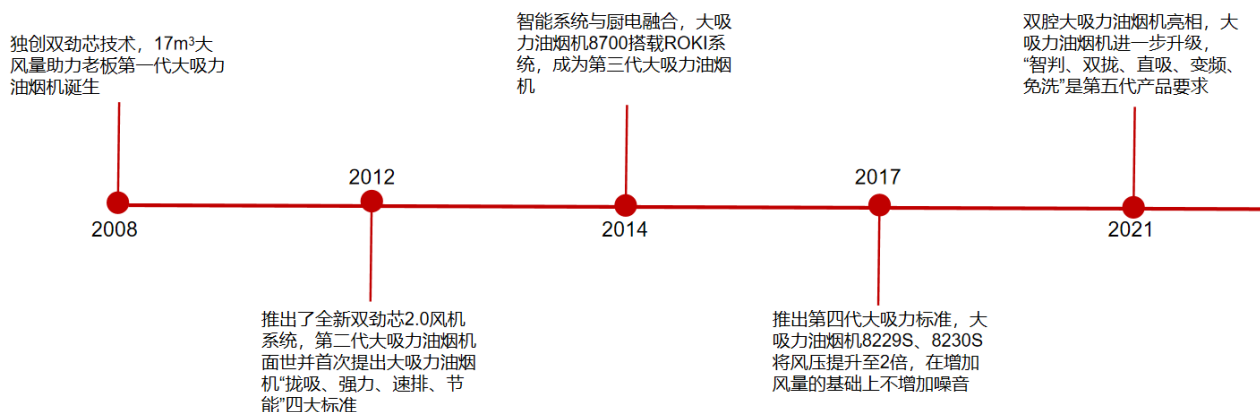 独创双劲芯技术，17m³大
风量助力老板第一代大吸力
油烟机诞生
2008
2012
推出了全新双劲芯2.0风机
系统，第二代大吸力油烟机
面世并首次提出大吸力油烟
机“拢吸、强力、速排、节
能”四大标准
智能系统与厨电融合，大吸
力油烟机8700搭载ROKI系
统，成为第三代大吸力油烟
机
2014
2017
推出第四代大吸力标准，大
吸力油烟机8229S、8230S
将风压提升至2倍，在增加
风量的基础上不增加噪音
双腔大吸力油烟机亮相，大
吸力油烟机进一步升级，
“智判、双拢、直吸、变频、
免洗”是第五代产品要求
2021